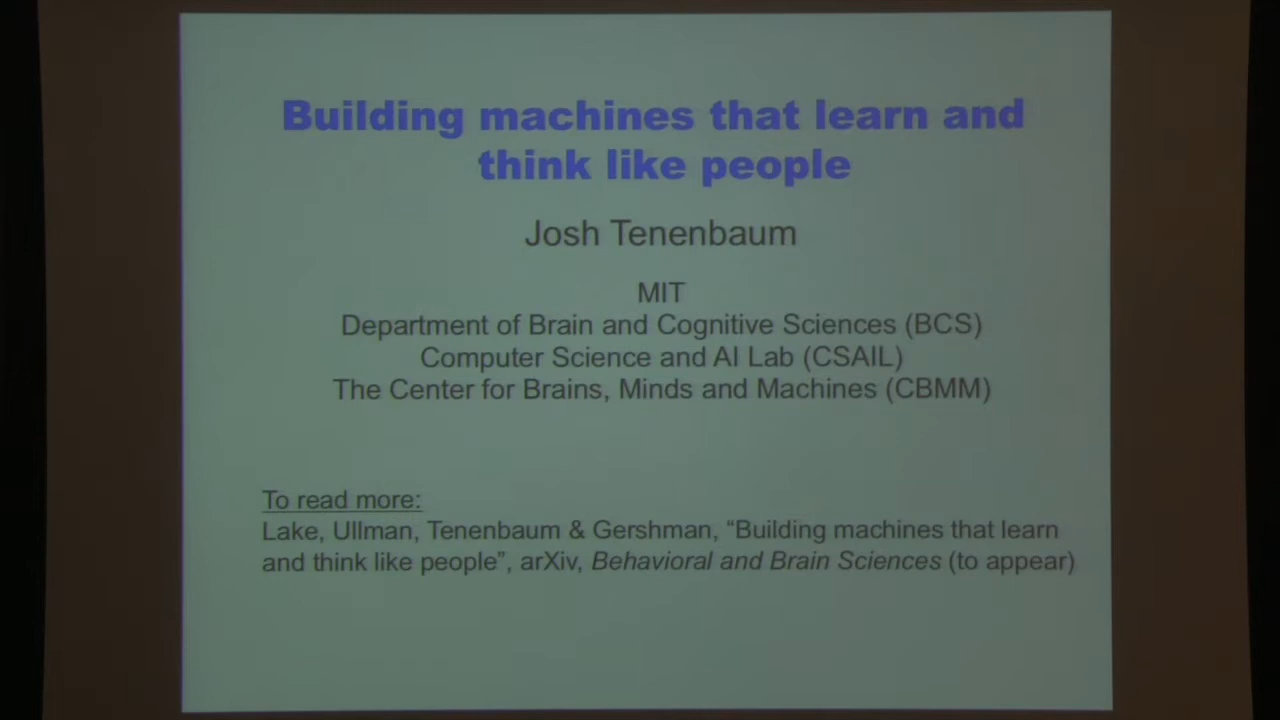 Building machines that learn and
think like people
Josh Tenenbaum
MIT
Department of Brain and Cognitive Sciences (BCS)
Computer Science and AI Lab (CSAIL)
The Center for Brains, Minds and Machines (CBMM)
To read more:
Lake, Ullman, Tenenbaum & Gershman, “Building machines that learn
and think like people”, arXiv, Behavioral and Brain Sciences (to appear)